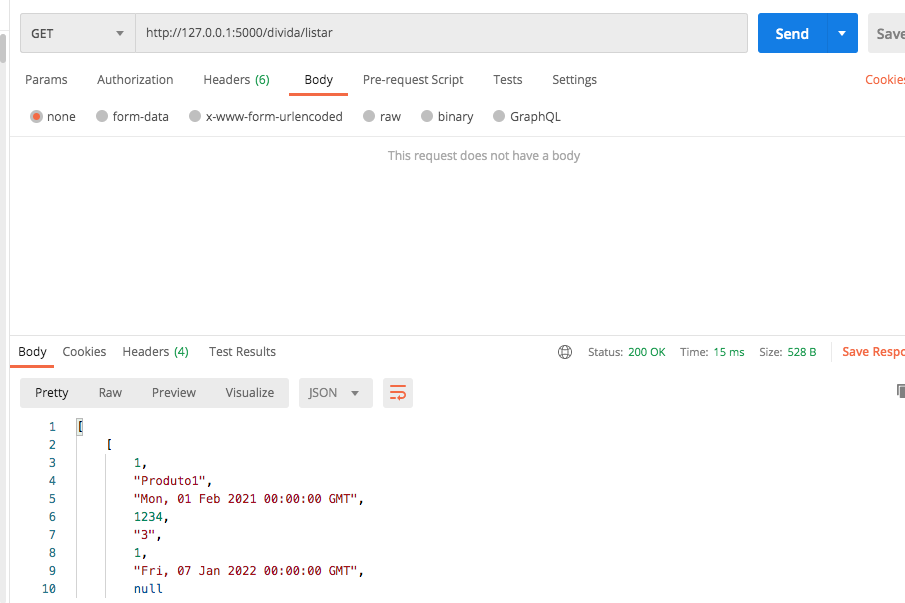 GET http://127.0.0.1:5000/divida/listar Send Save
Params Authorization Headers (6) Body Pre-request Script Tests Settings Cookies
none form-data x-www-form-urlencoded raw binary GraphQL
This request does not have a body
Body Cookies Headers (4) Test Results Status: 200 OK Time: 15 ms Size: 528 B Save Respo
Pretty Raw Preview Visualize JSON
1 [
2 [
3 1,
4 "Produto1",
5 "Mon, 01 Feb 2021 00:00:00 GMT",
6 1234,
7 "3",
8 1,
9 "Fri, 07 Jan 2022 00:00:00 GMT",
10 null